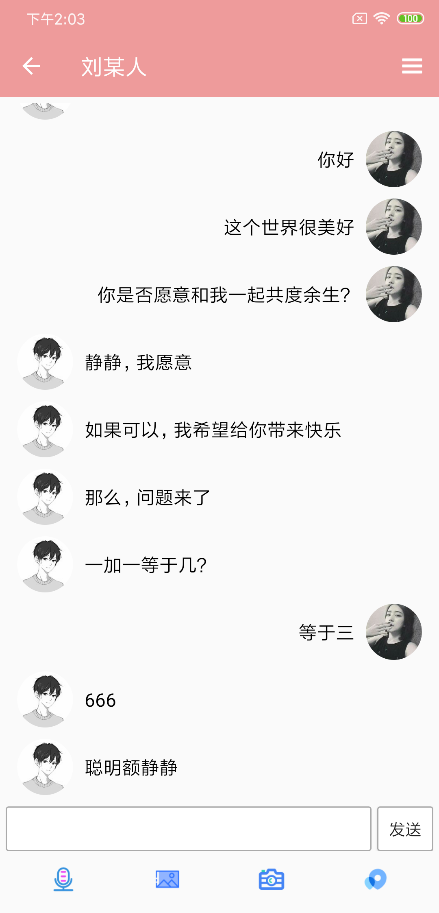 下午2:03
100
刘某人
你好
这个世界很美好
你是否愿意和我一起共度余生?
静静,我愿意
如果可以,我希望给你带来快乐
那么,问题来了
一加一等于几?
等于三
666
聪明额静静
发送